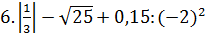 6. |1/3| − √25 + 0,15:(−2)²